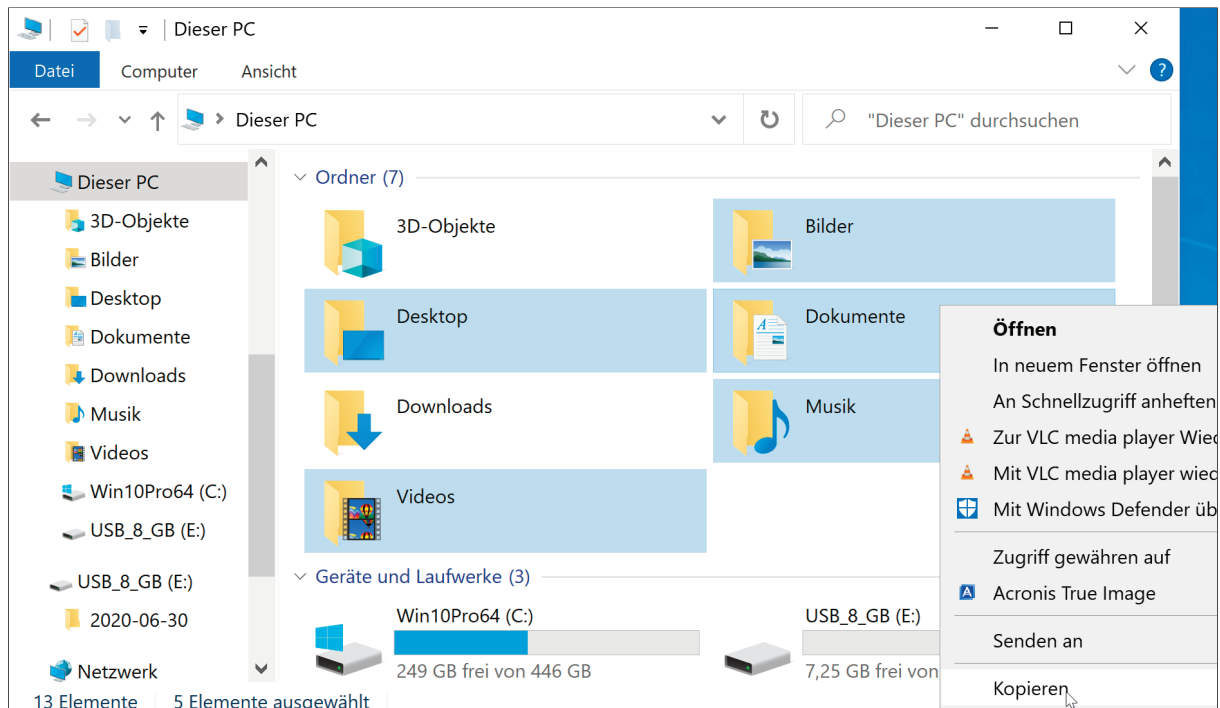 Dieser PC
Datei Computer Ansicht
Dieser PC "Dieser PC" durchsuchen
Dieser PC
3D-Objekte
Bilder
Desktop
Dokumente
Downloads
Musik
Videos
Win10Pro64 (C:)
USB_8_GB (E:)
USB_8_GB (E:)
2020-06-30
Netzwerk
Ordner (7)
3D-Objekte
Bilder
Desktop
Dokumente
Downloads
Musik
Videos
Geräte und Laufwerke (3)
Win10Pro64 (C:)
249 GB frei von 446 GB
USB_8_GB (E:)
7,25 GB frei von
Öffnen
In neuem Fenster öffnen
An Schnellzugriff anheften
Zur VLC media player Wied
Mit VLC media player wied
Mit Windows Defender üb
Zugriff gewähren auf
Acronis True Image
Senden an
Kopieren
13 Elemente 5 Elemente ausgewählt